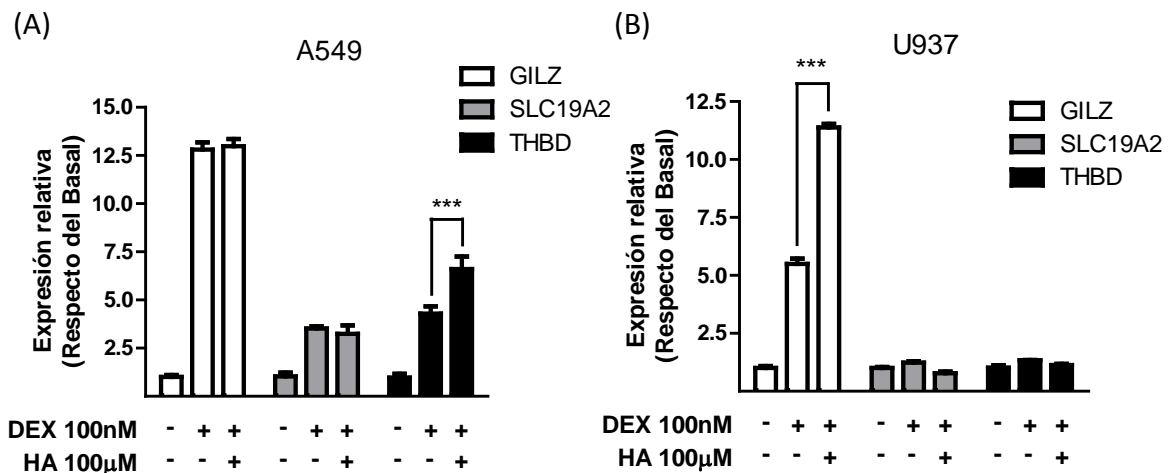 (A)
A549
GILZ
SLC19A2
THBD
Expresión relativa
(Respecto del Basal)
15.0
12.5
10.0
7.5
5.0
2.5
***
DEX 100nM - + + - + + - + +
HA 100µM + + +
(B)
U937
GILZ
SLC19A2
THBD
Expresión relativa
(Respecto del Basal)
12.5
10.0
7.5
5.0
2.5
***
DEX 100nM - + + - + + - + +
HA 100µM - - + - - + - - +